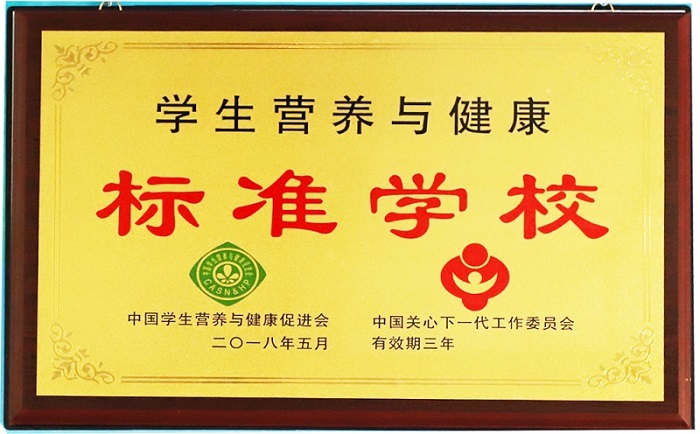 学生营养与健康
标准学校
CASN&HP
中国学生营养与健康促进会
二〇一八年五月
中国关心下一代工作委员会
有效期三年